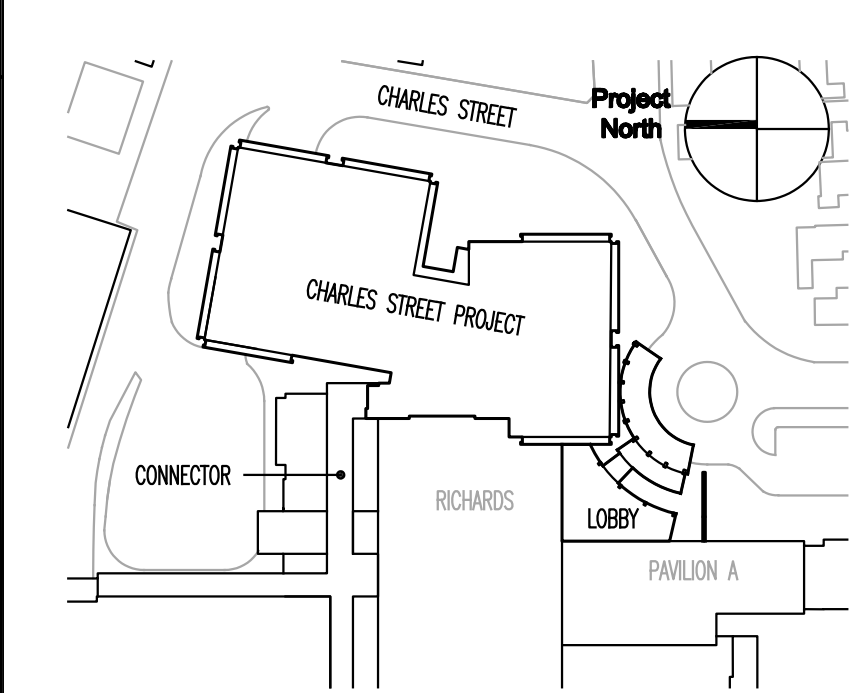 CHARLES STREET
Project
North
CHARLES STREET PROJECT
CONNECTOR
RICHARDS
LOBBY
PAVILION A